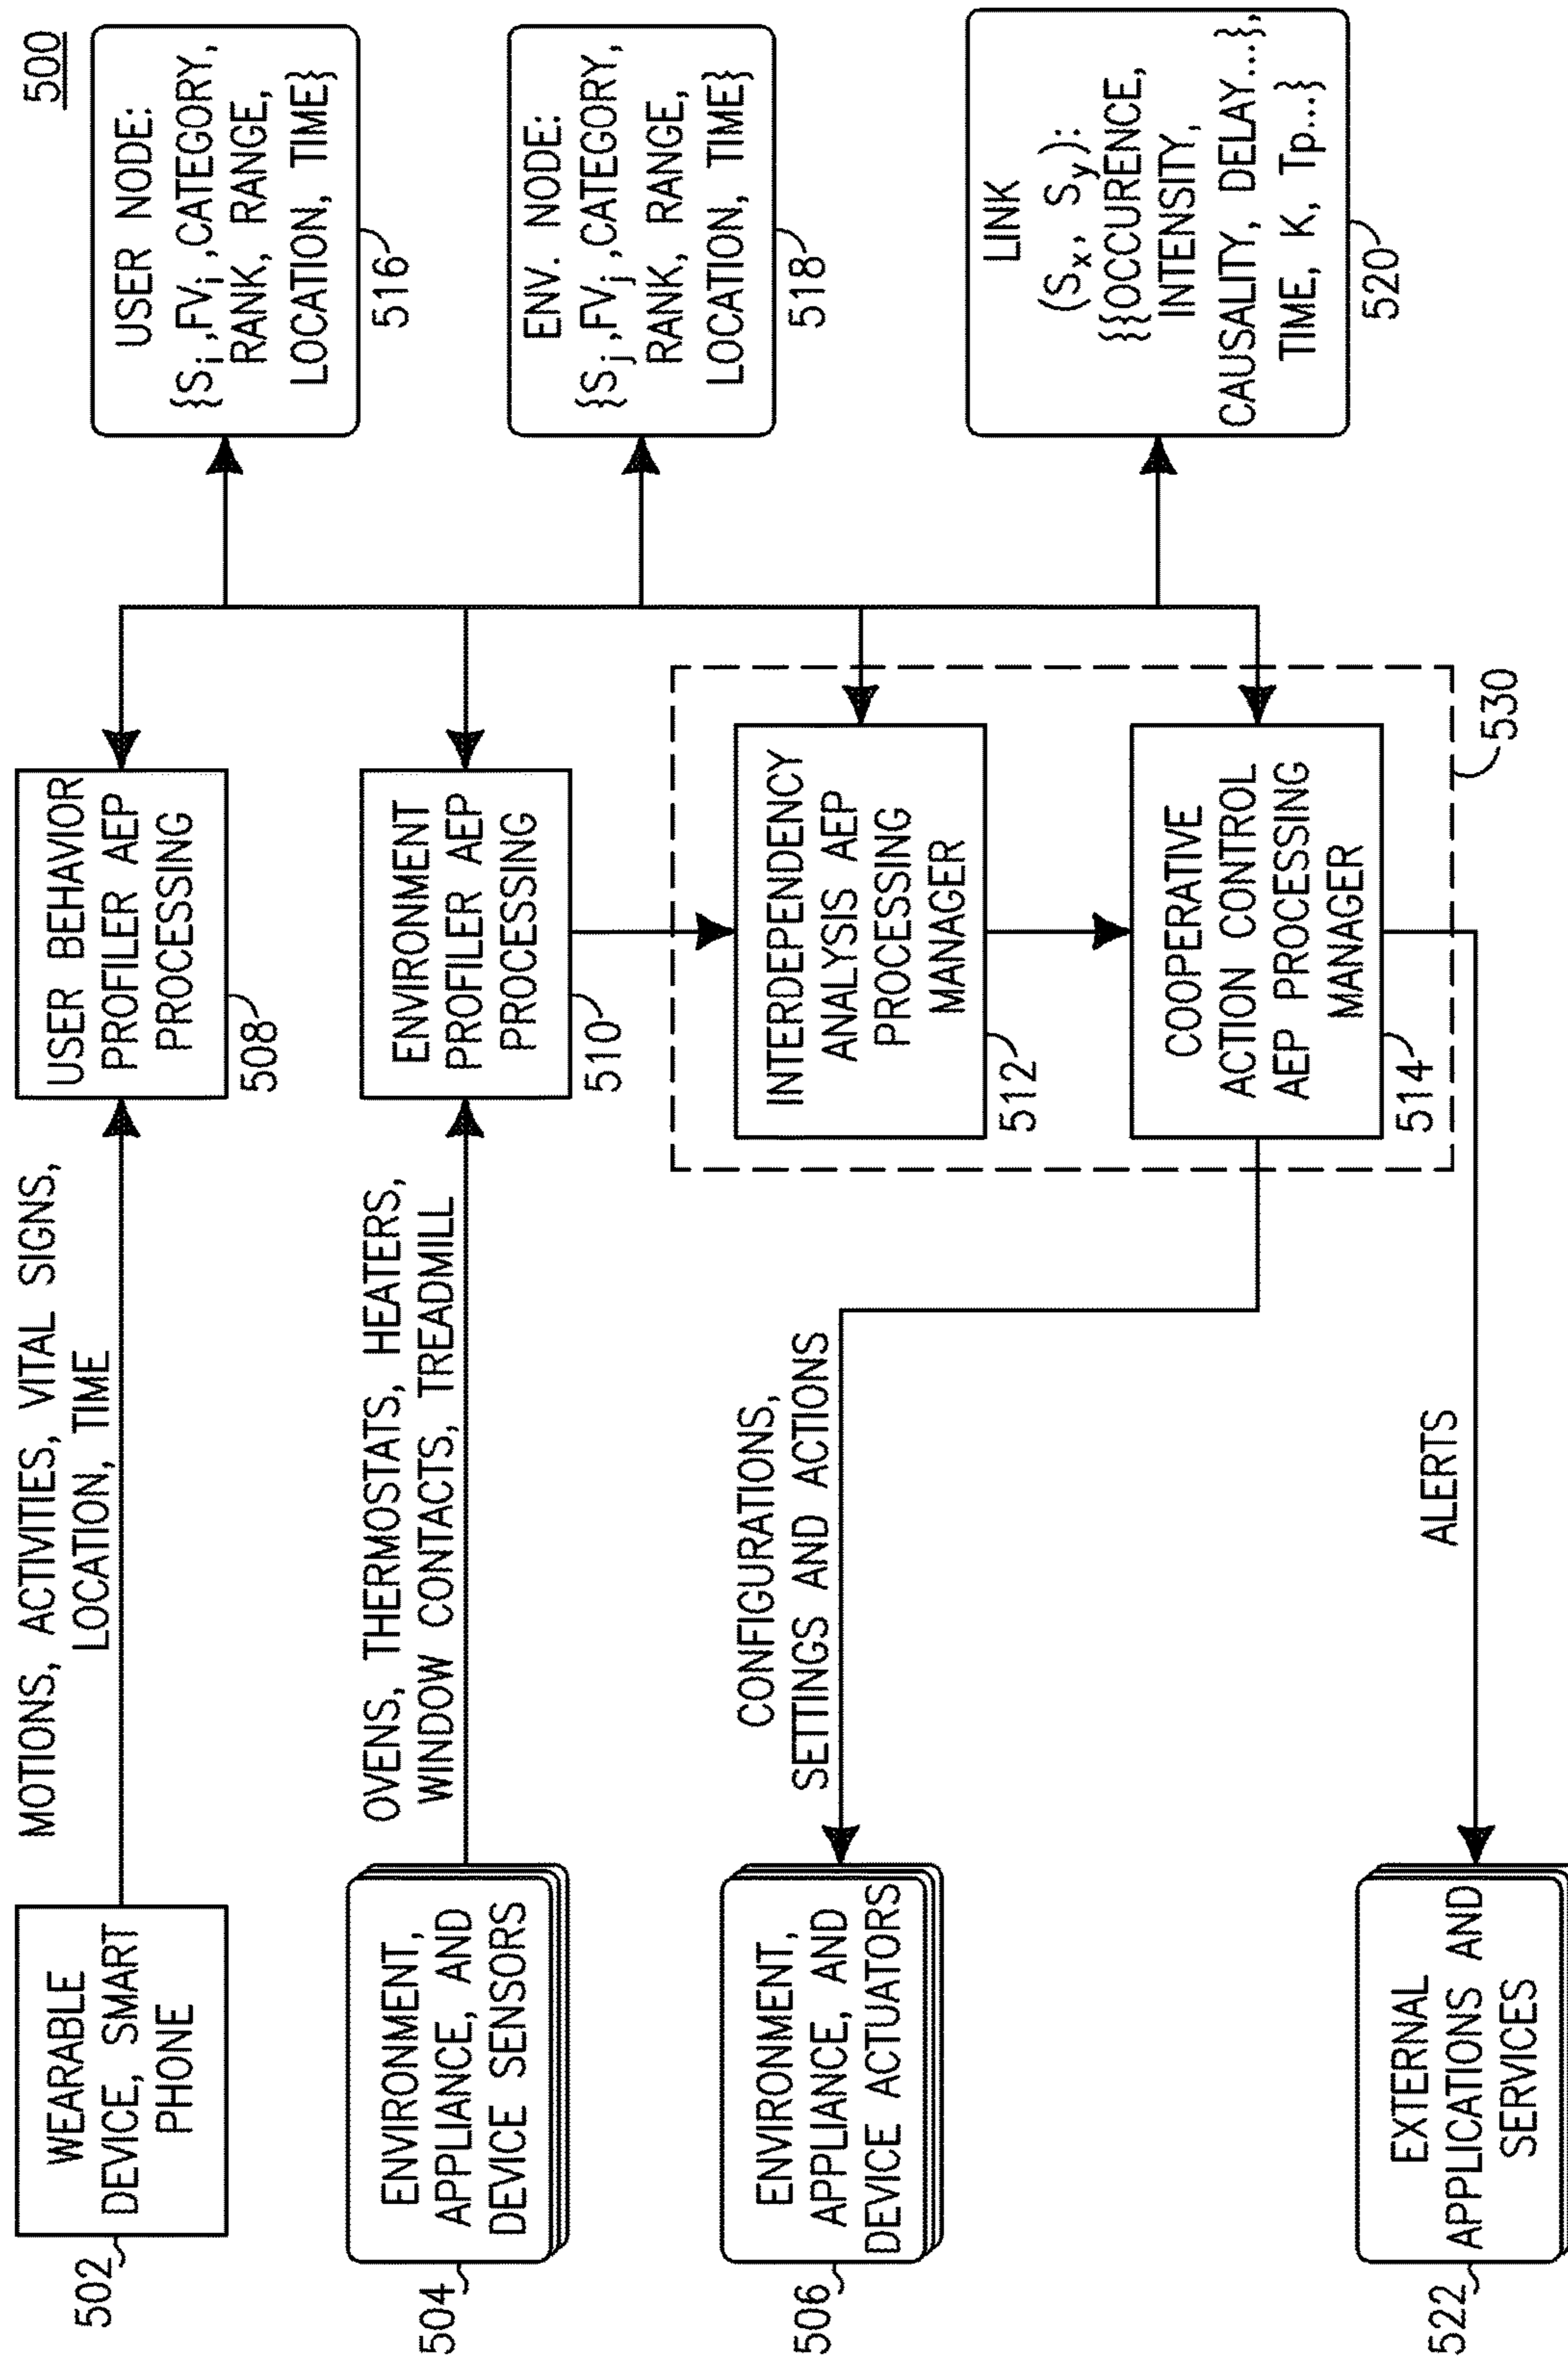 500
WEARABLE
DEVICE, SMART
PHONE
502
MOTIONS, ACTIVITIES, VITAL SIGNS,
LOCATION, TIME
USER BEHAVIOR
PROFILER AEP
PROCESSING
508
USER NODE:
{Si,FVi,CATEGORY,
RANK, RANGE,
LOCATION, TIME}
516
ENVIRONMENT,
APPLIANCE, AND
DEVICE SENSORS
504
OVENS, THERMOSTATS, HEATERS,
WINDOW CONTACTS, TREADMILL
ENVIRONMENT
PROFILER AEP
PROCESSING
510
ENV. NODE:
{Sj,FVj,CATEGORY,
RANK, RANGE,
LOCATION, TIME}
518
ENVIRONMENT,
APPLIANCE, AND
DEVICE ACTUATORS
506
CONFIGURATIONS,
SETTINGS AND ACTIONS
INTERDEPENDENCY
ANALYSIS AEP
PROCESSING
MANAGER
512
COOPERATIVE
ACTION CONTROL
AEP PROCESSING
MANAGER
514
530
LINK
(Sx, Sy):
{{OCCURENCE,
INTENSITY,
CAUSALITY, DELAY...},
TIME, K, Tp...}
520
EXTERNAL
APPLICATIONS AND
SERVICES
522
ALERTS